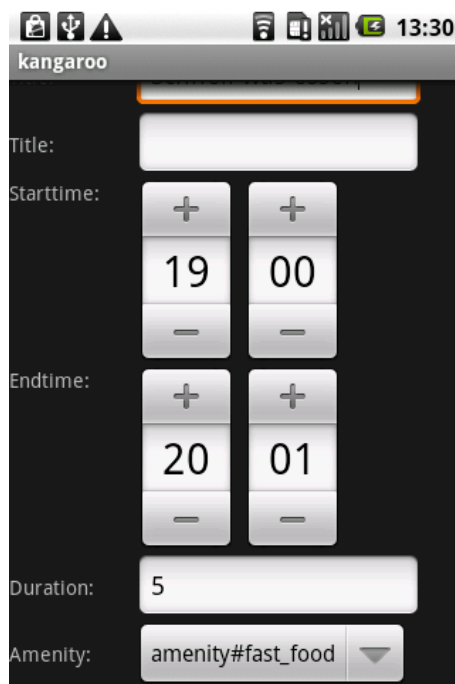 13:30
kangaroo
Title:
Starttime:
19 00
Endtime:
20 01
Duration: 5
Amenity: amenity#fast_food